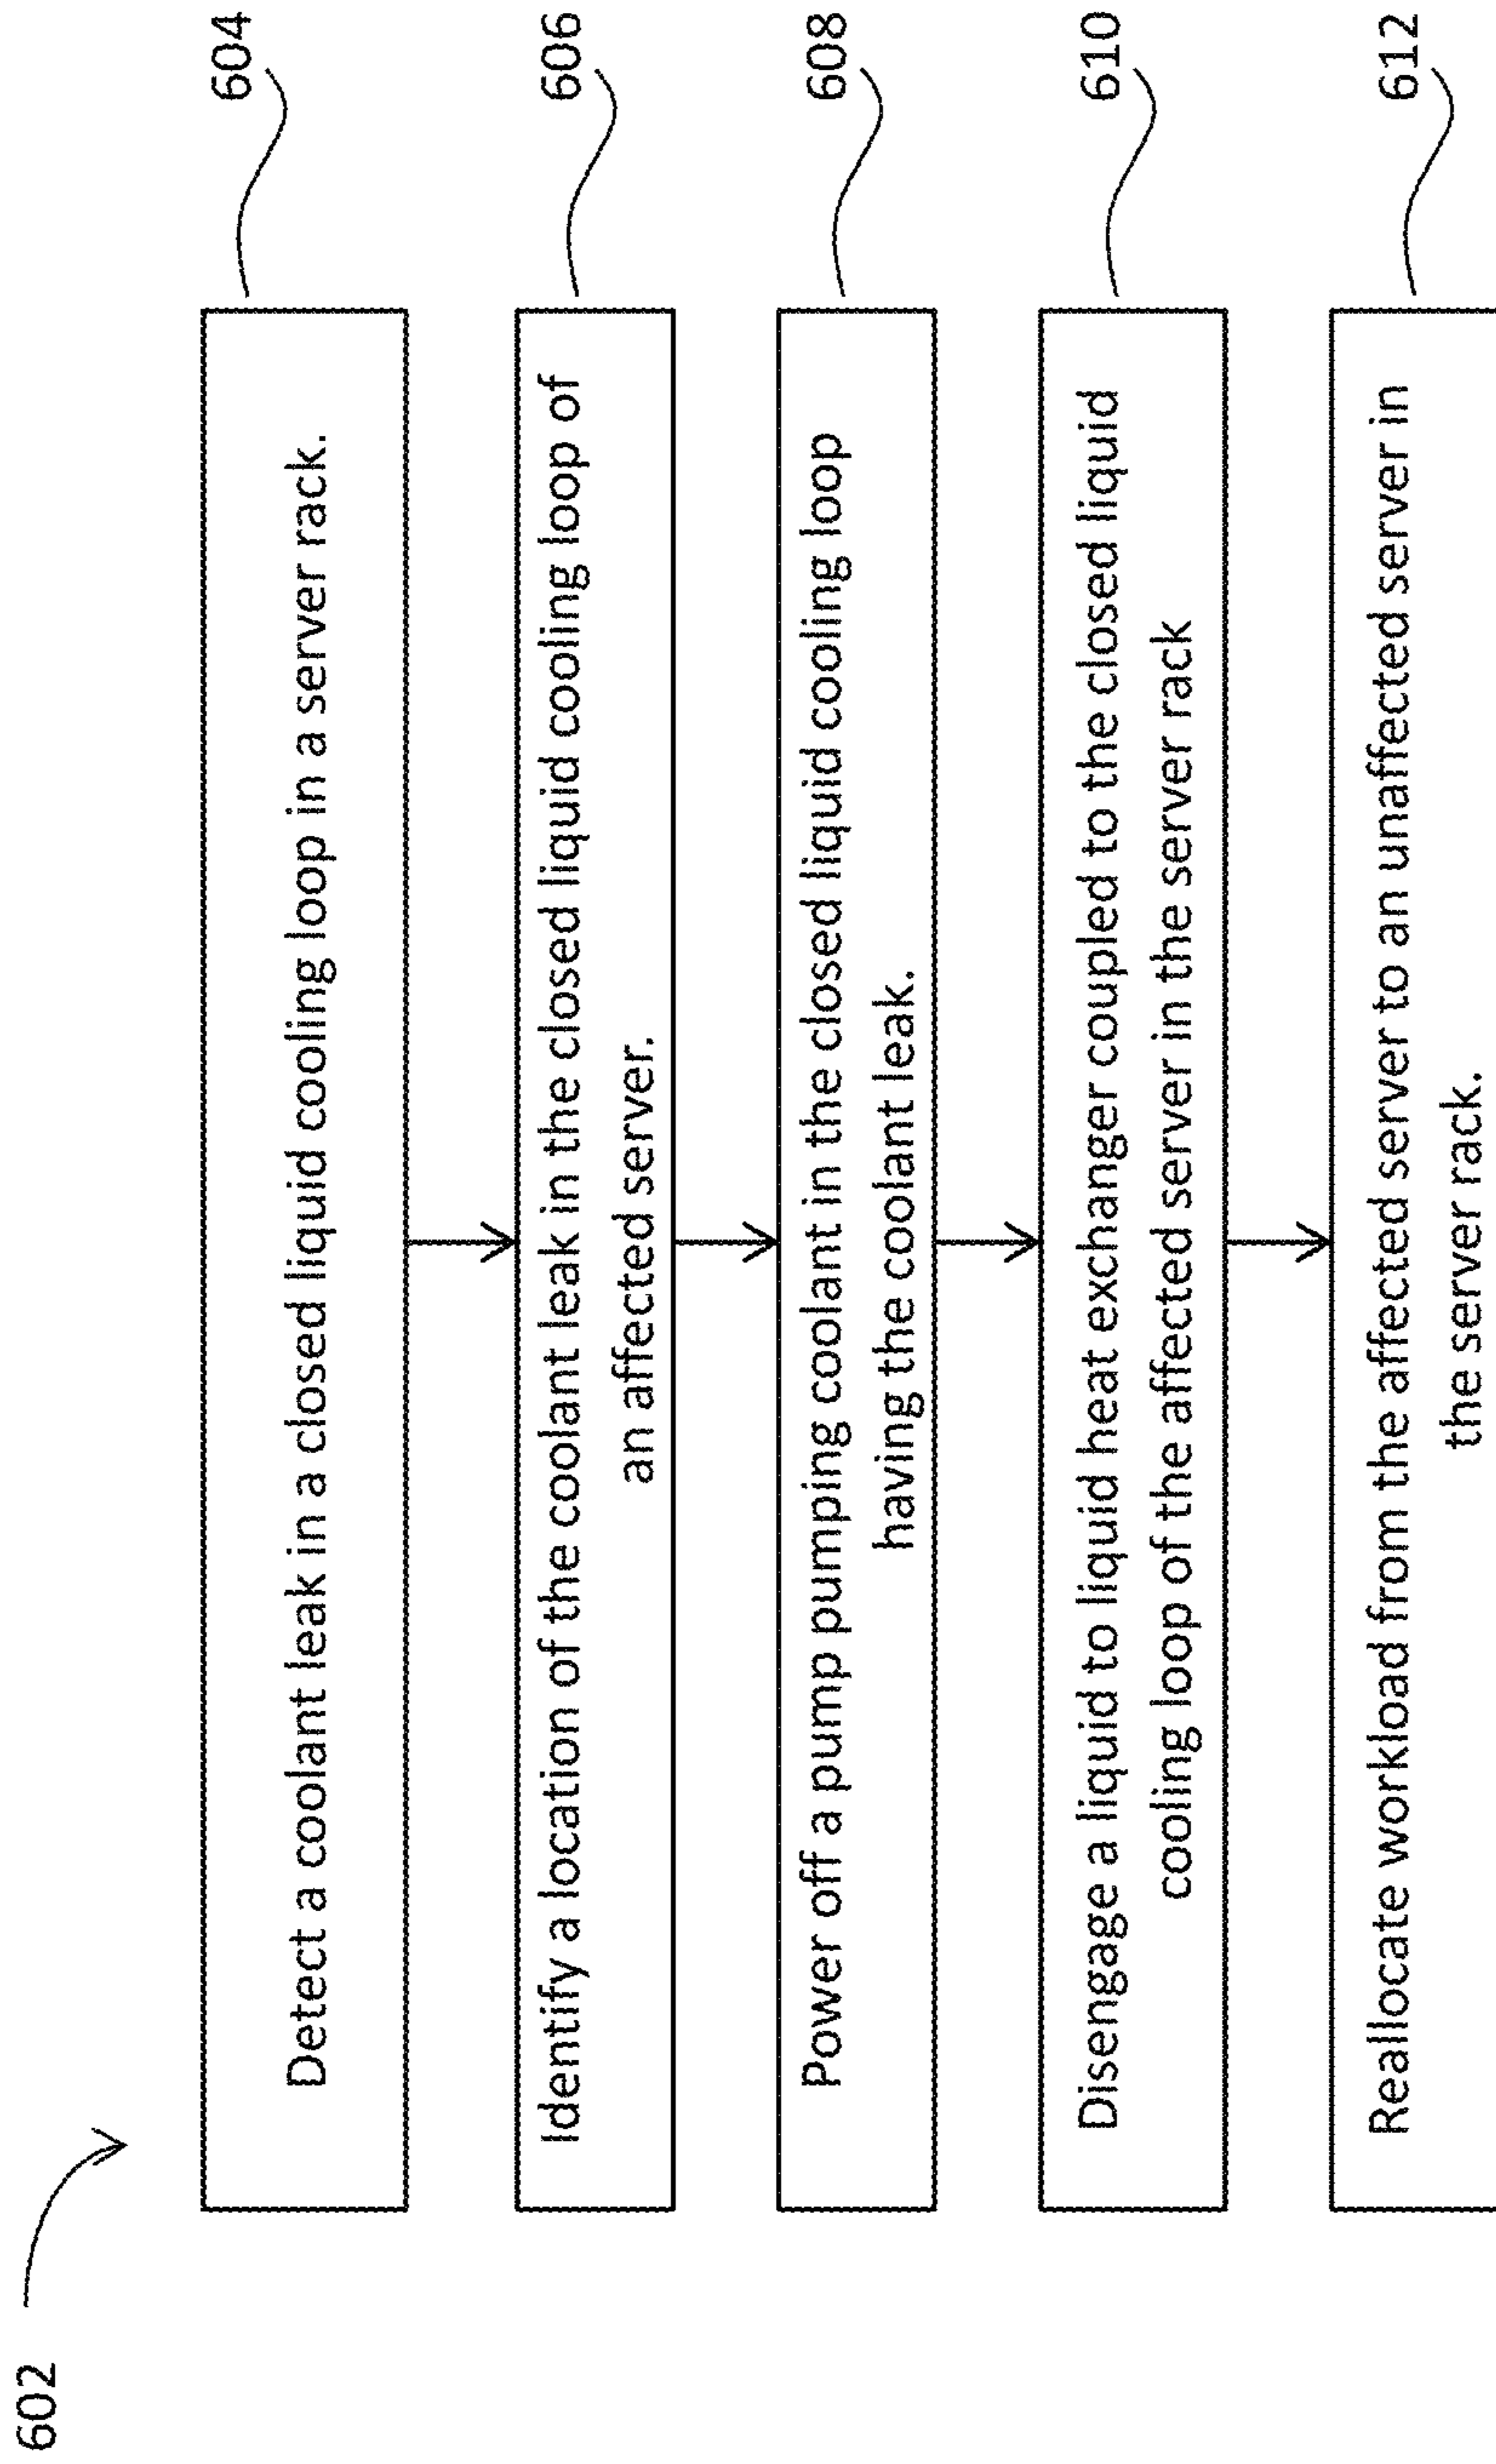 602
Detect a coolant leak in a closed liquid cooling loop in a server rack.
604
Identify a location of the coolant leak in the closed liquid cooling loop of
an affected server.
606
Power off a pump pumping coolant in the closed liquid cooling loop
having the coolant leak.
608
Disengage a liquid to liquid heat exchanger coupled to the closed liquid
cooling loop of the affected server in the server rack
610
Reallocate workload from the affected server to an unaffected server in
the server rack.
612